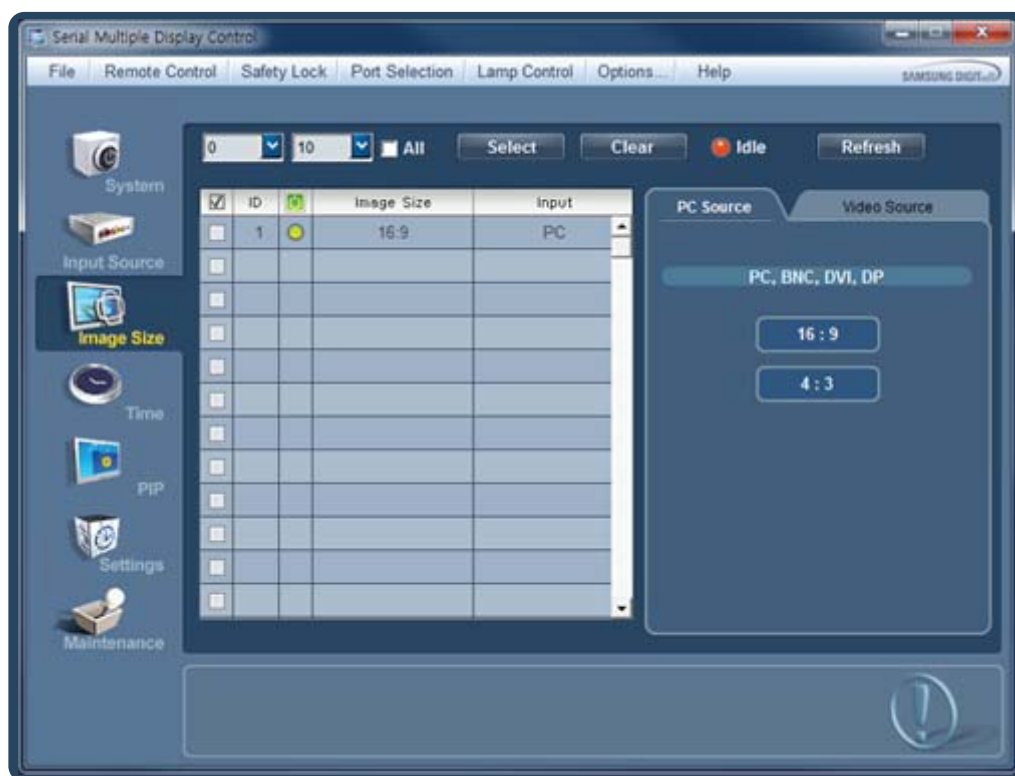 Serial Multiple Display Control
File Remote Control Safety Lock Port Selection Lamp Control Options... Help
0 10 All Select Clear Idle Refresh
System
Input Source
Image Size
Time
PIP
Settings
Maintenance
ID Image Size Input
1 16:9 PC
PC Source Video Source
PC, BNC, DVI, DP
16 : 9
4 : 3